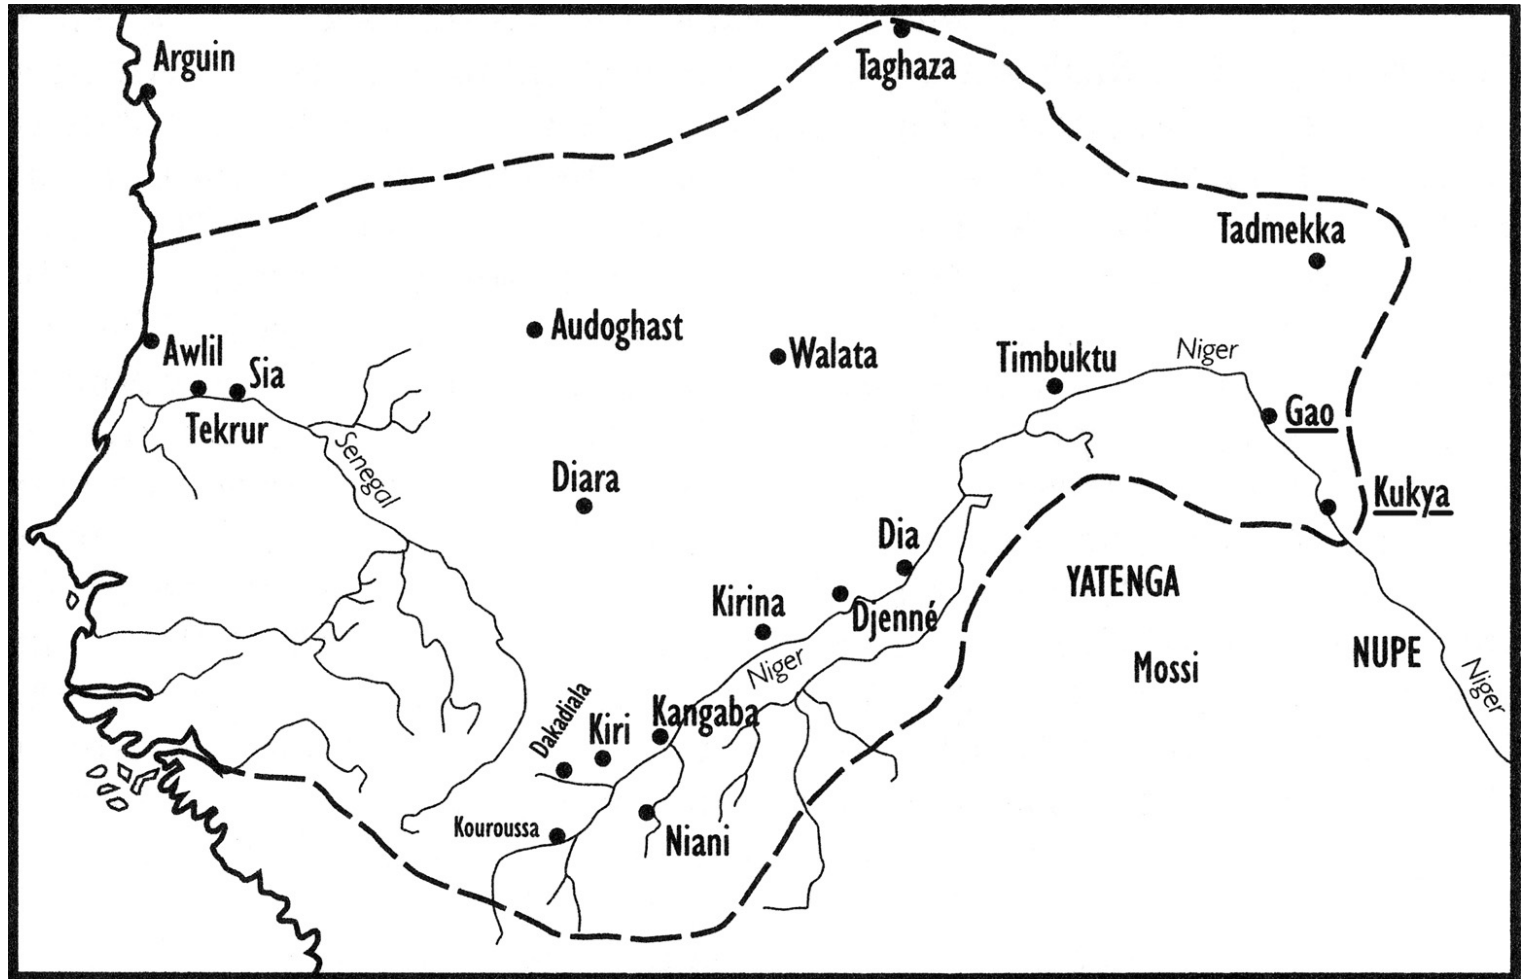 Arguin
Taghaza
Tadmekka
Audoghast
Walata
Timbuktu
Niger
Awlil
Sia
Tekrur
Gao
Senegal
Diara
Kukya
Dia
YATENGA
Kirina
Djenné
NUPE
Mossi
Niger
Niger
Dakadiala
Kiri
Kangaba
Kouroussa
Niani